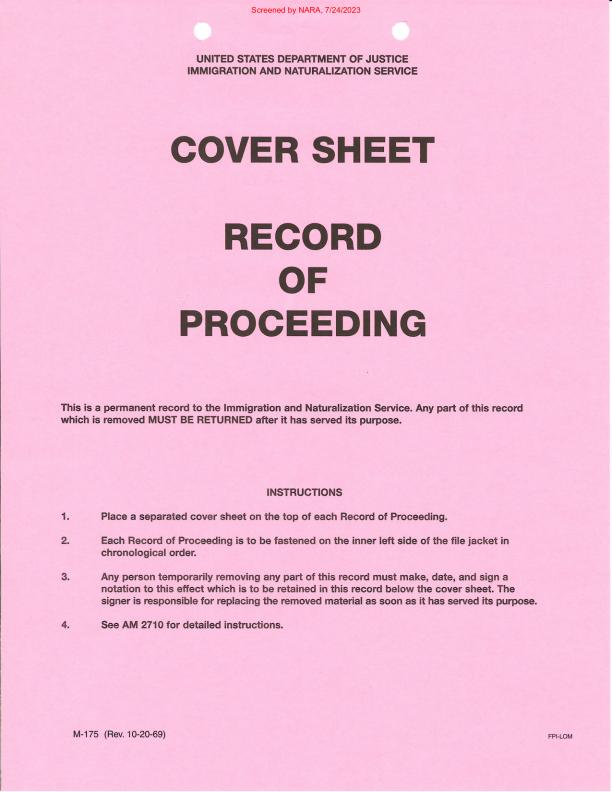 Screened by NARA, 7/24/2023
UNITED STATES DEPARTMENT OF JUSTICE
IMMIGRATION AND NATURALIZATION SERVICE
COVER SHEET
RECORD
OF
PROCEEDING
This is a permanent record to the Immigration and Naturalization Service. Any part of this record
which is removed MUST BE RETURNED after it has served its purpose.
INSTRUCTIONS
1. Place a separated cover sheet on the top of each Record of Proceeding.
2. Each Record of Proceeding is to be fastened on the inner left side of the file jacket in
chronological order.
3. Any person temporarily removing any part of this record must make, date, and sign a
notation to this effect which is to be retained in this record below the cover sheet. The
signer is responsible for replacing the removed material as soon as it has served its purpose.
4. See AM 2710 for detailed instructions.
M-175 (Rev. 10-20-69)
FPI-LOM